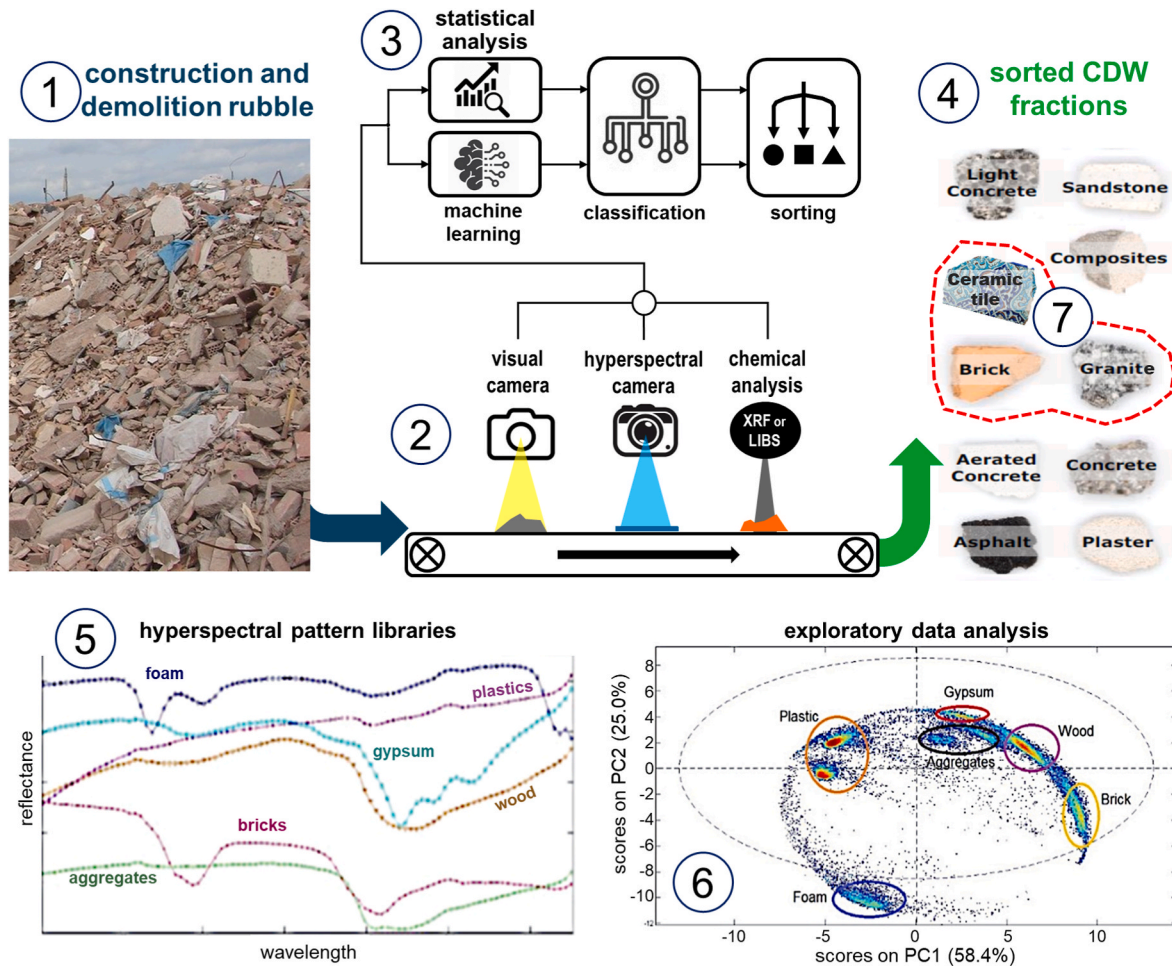 1
construction and
demolition rubble
3
statistical
analysis
machine
learning
classification
sorting
4
sorted CDW
fractions
Light
Concrete
Sandstone
Composites
Ceramic
tile
7
Brick
Granite
Aerated
Concrete
Concrete
Asphalt
Plaster
2
visual
camera
hyperspectral
camera
chemical
analysis
XRF or
LIBS
5
hyperspectral pattern libraries
foam
plastics
gypsum
wood
bricks
aggregates
reflectance
wavelength
exploratory data analysis
8
6
4
2
0
-2
-4
-6
-8
-10
-12
Gypsum
Plastic
Wood
Aggregates
Brick
Foam
6
scores on PC2 (25.0%)
-10
-5
0
5
10
scores on PC1 (58.4%)